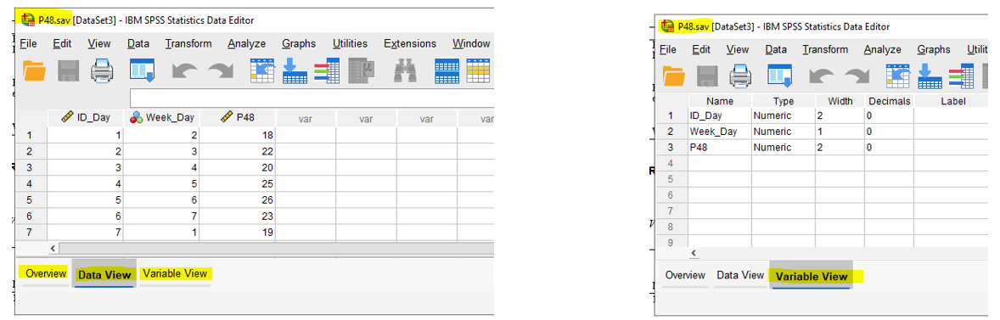 P48.sav [DataSet3] - IBM SPSS Statistics Data Editor
File Edit View Data Transform Analyze Graphs Utilities Extensions Window
ID_Day Week_Day P48 var var var var
1 1 2 18
2 2 3 22
3 3 4 20
4 4 5 25
5 5 6 26
6 6 7 23
7 7 1 19
Overview Data View Variable View
P48.sav [DataSet3] - IBM SPSS Statistics Data Editor
File Edit View Data Transform Analyze Graphs Utilit
Name Type Width Decimals Label
1 ID_Day Numeric 2 0
2 Week_Day Numeric 1 0
3 P48 Numeric 2 0
4
5
6
7
8
9
Overview Data View Variable View